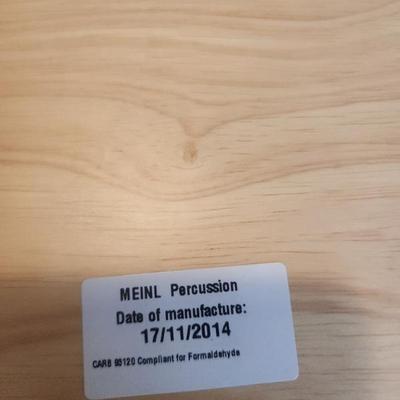 MEINL Percussion
Date of manufacture:
17/11/2014
CARB 93120 Compliant for Formaldehyde